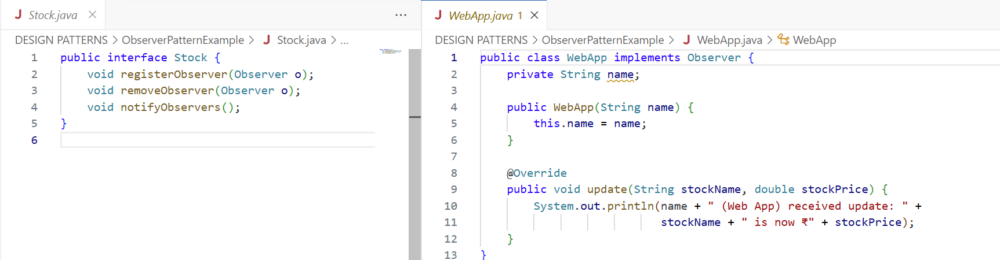 Stock.java
DESIGN PATTERNS > ObserverPatternExample > Stock.java > ...
1 public interface Stock {
2     void registerObserver(Observer o);
3     void removeObserver(Observer o);
4     void notifyObservers();
5 }
6
WebApp.java 1
DESIGN PATTERNS > ObserverPatternExample > WebApp.java > WebApp
1 public class WebApp implements Observer {
2     private String name;
3
4     public WebApp(String name) {
5         this.name = name;
6     }
7
8     @Override
9     public void update(String stockName, double stockPrice) {
10         System.out.println(name + " (Web App) received update: " +
11                            stockName + " is now ₹" + stockPrice);
12     }
13 }